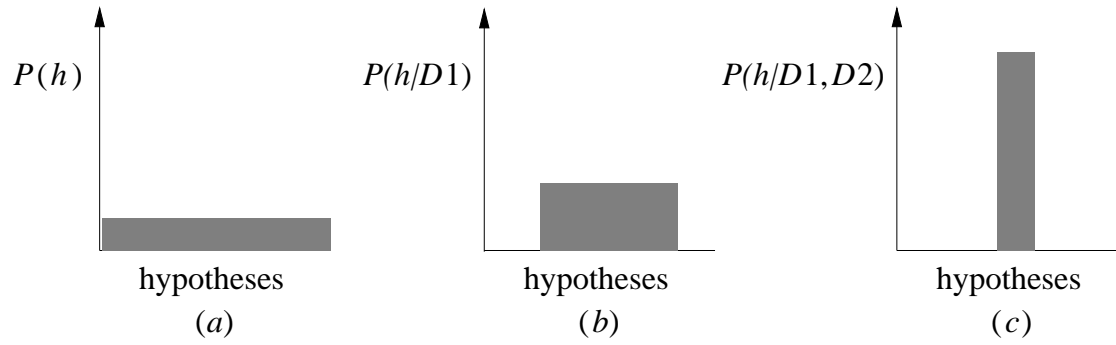 P(h)
P(h/D1)
P(h/D1,D2)
hypotheses
hypotheses
hypotheses
(a)
(b)
(c)